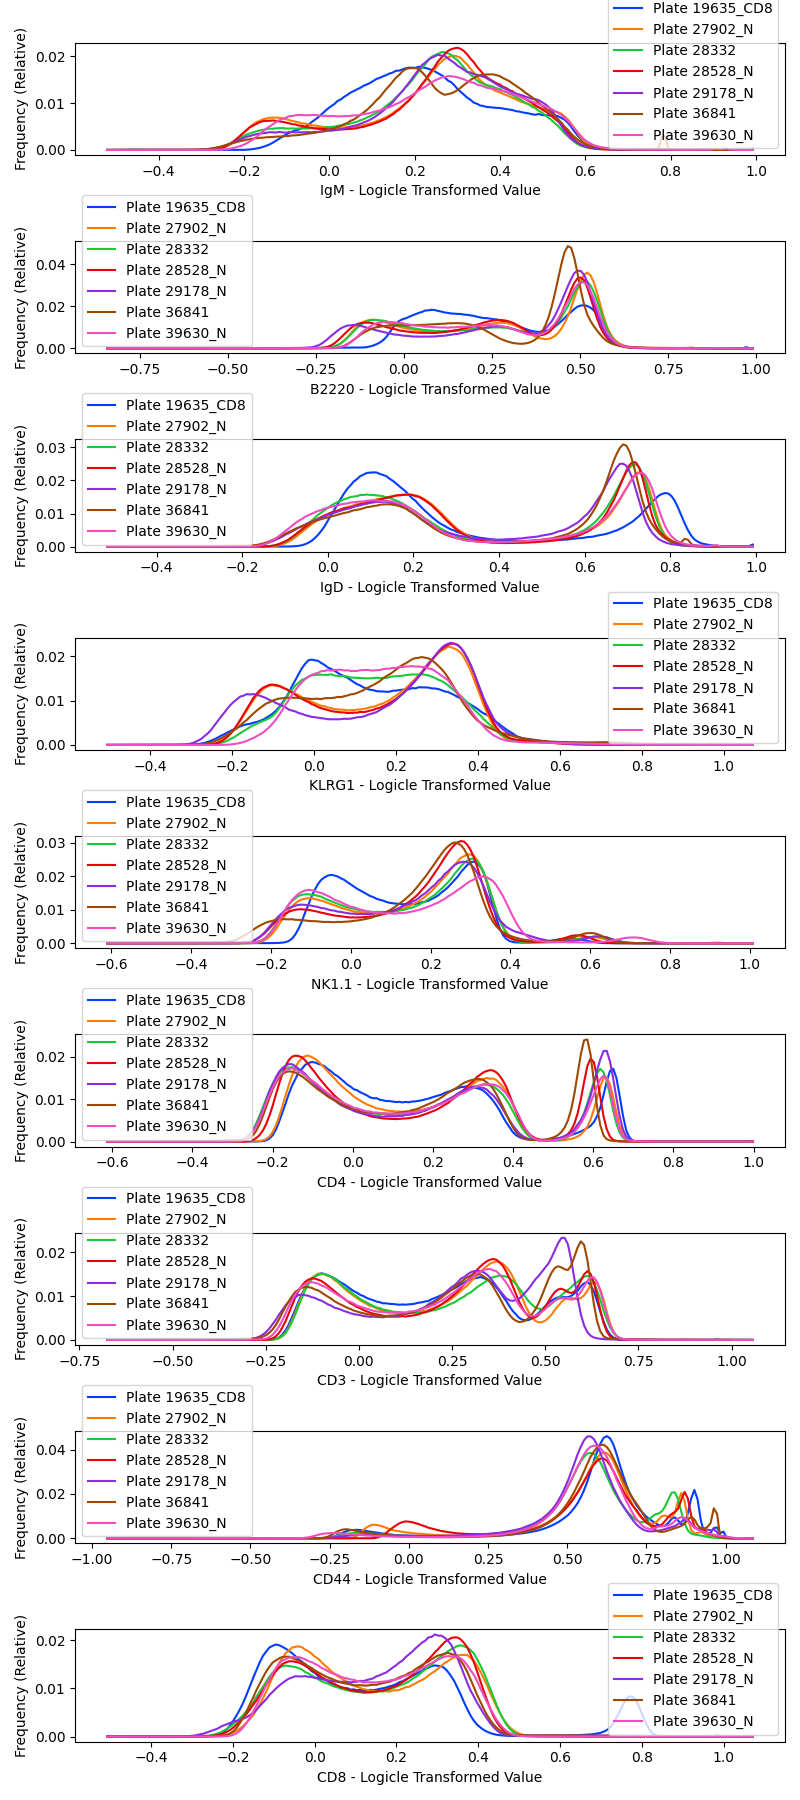 Plate 19635_CD8
Plate 27902_N
Plate 28332
Plate 28528_N
Plate 29178_N
Plate 36841
Plate 39630_N
Frequency (Relative)
0.02
0.01
0.00
−0.4
−0.2
0.0
0.2
0.4
0.6
0.8
1.0
IgM - Logicle Transformed Value
Plate 19635_CD8
Plate 27902_N
Plate 28332
Plate 28528_N
Plate 29178_N
Plate 36841
Plate 39630_N
Frequency (Relative)
0.04
0.02
0.00
−0.75
−0.50
−0.25
0.00
0.25
0.50
0.75
1.00
B2220 - Logicle Transformed Value
Plate 19635_CD8
Plate 27902_N
Plate 28332
Plate 28528_N
Plate 29178_N
Plate 36841
Plate 39630_N
Frequency (Relative)
0.03
0.02
0.01
0.00
−0.4
−0.2
0.0
0.2
0.4
0.6
0.8
1.0
IgD - Logicle Transformed Value
Plate 19635_CD8
Plate 27902_N
Plate 28332
Plate 28528_N
Plate 29178_N
Plate 36841
Plate 39630_N
Frequency (Relative)
0.02
0.01
0.00
−0.4
−0.2
0.0
0.2
0.4
0.6
0.8
1.0
KLRG1 - Logicle Transformed Value
Plate 19635_CD8
Plate 27902_N
Plate 28332
Plate 28528_N
Plate 29178_N
Plate 36841
Plate 39630_N
Frequency (Relative)
0.03
0.02
0.01
0.00
−0.6
−0.4
−0.2
0.0
0.2
0.4
0.6
0.8
1.0
NK1.1 - Logicle Transformed Value
Plate 19635_CD8
Plate 27902_N
Plate 28332
Plate 28528_N
Plate 29178_N
Plate 36841
Plate 39630_N
Frequency (Relative)
0.02
0.01
0.00
−0.6
−0.4
−0.2
0.0
0.2
0.4
0.6
0.8
1.0
CD4 - Logicle Transformed Value
Plate 19635_CD8
Plate 27902_N
Plate 28332
Plate 28528_N
Plate 29178_N
Plate 36841
Plate 39630_N
Frequency (Relative)
0.02
0.01
0.00
−0.75
−0.50
−0.25
0.00
0.25
0.50
0.75
1.00
CD3 - Logicle Transformed Value
Plate 19635_CD8
Plate 27902_N
Plate 28332
Plate 28528_N
Plate 29178_N
Plate 36841
Plate 39630_N
Frequency (Relative)
0.04
0.02
0.00
−1.00
−0.75
−0.50
−0.25
0.00
0.25
0.50
0.75
1.00
CD44 - Logicle Transformed Value
Plate 19635_CD8
Plate 27902_N
Plate 28332
Plate 28528_N
Plate 29178_N
Plate 36841
Plate 39630_N
Frequency (Relative)
0.02
0.01
0.00
−0.4
−0.2
0.0
0.2
0.4
0.6
0.8
1.0
CD8 - Logicle Transformed Value